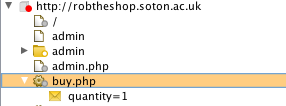 http://robtheshop.soton.ac.uk
/
admin
admin
admin.php
buy.php
quantity=1